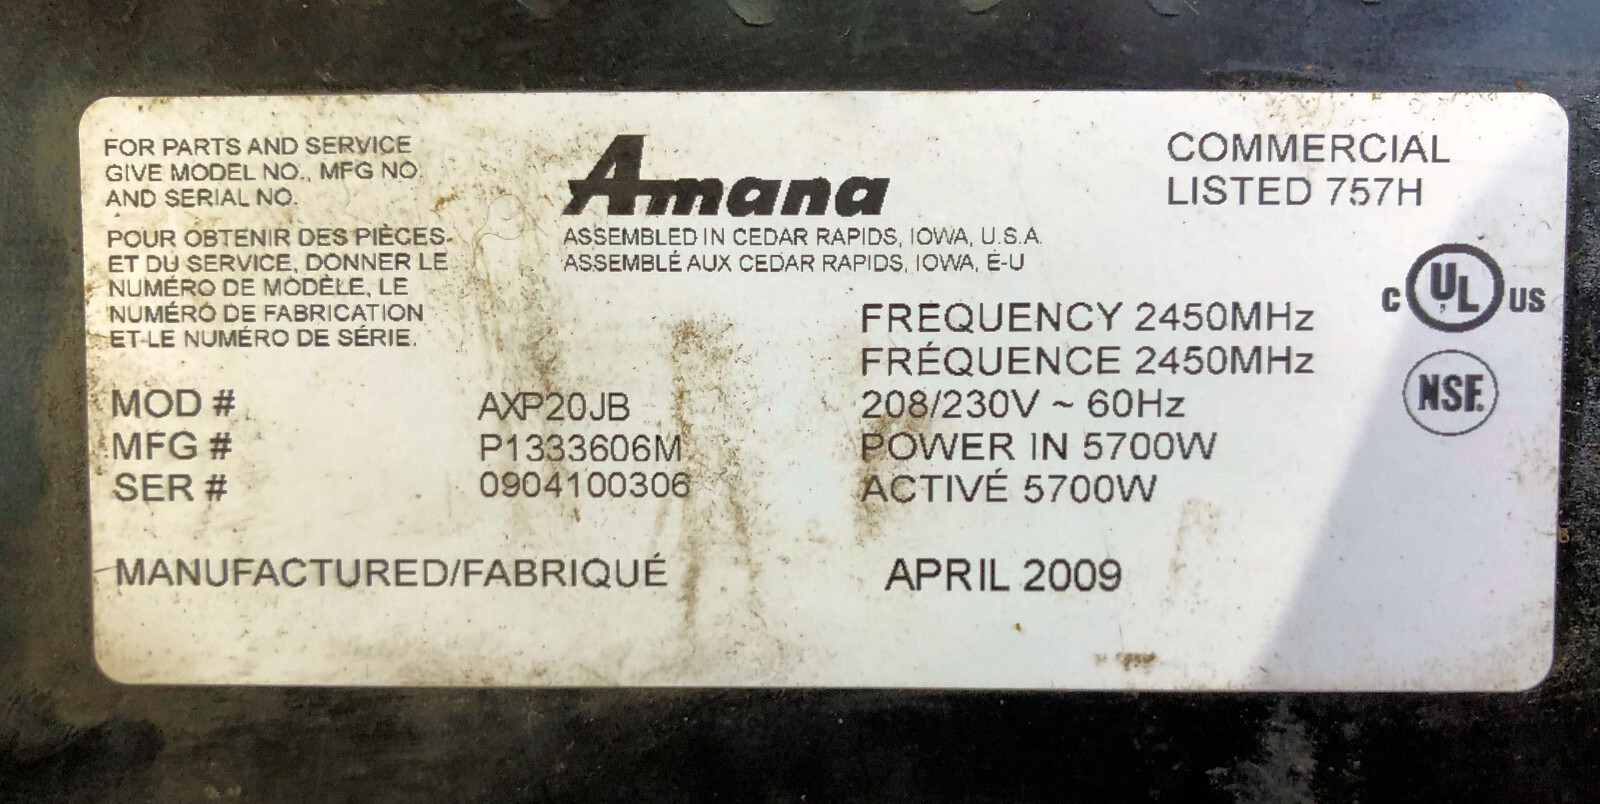 FOR PARTS AND SERVICE
GIVE MODEL NO., MFG NO.
AND SERIAL NO.
POUR OBTENIR DES PIÈCES
ET DU SERVICE, DONNER LE
NUMÉRO DE MODÈLE, LE
NUMÉRO DE FABRICATION
ET LE NUMÉRO DE SÉRIE.
Amana
ASSEMBLED IN CEDAR RAPIDS, IOWA, U.S.A.
ASSEMBLÉ AUX CEDAR RAPIDS, IOWA, É-U
COMMERCIAL
LISTED 757H
C UL US
NSF.
FREQUENCY 2450MHz
FRÉQUENCE 2450MHz
208/230V ~ 60Hz
POWER IN 5700W
ACTIVÉ 5700W
MOD # AXP20JB
MFG # P1333606M
SER # 0904100306
MANUFACTURED/FABRIQUÉ APRIL 2009